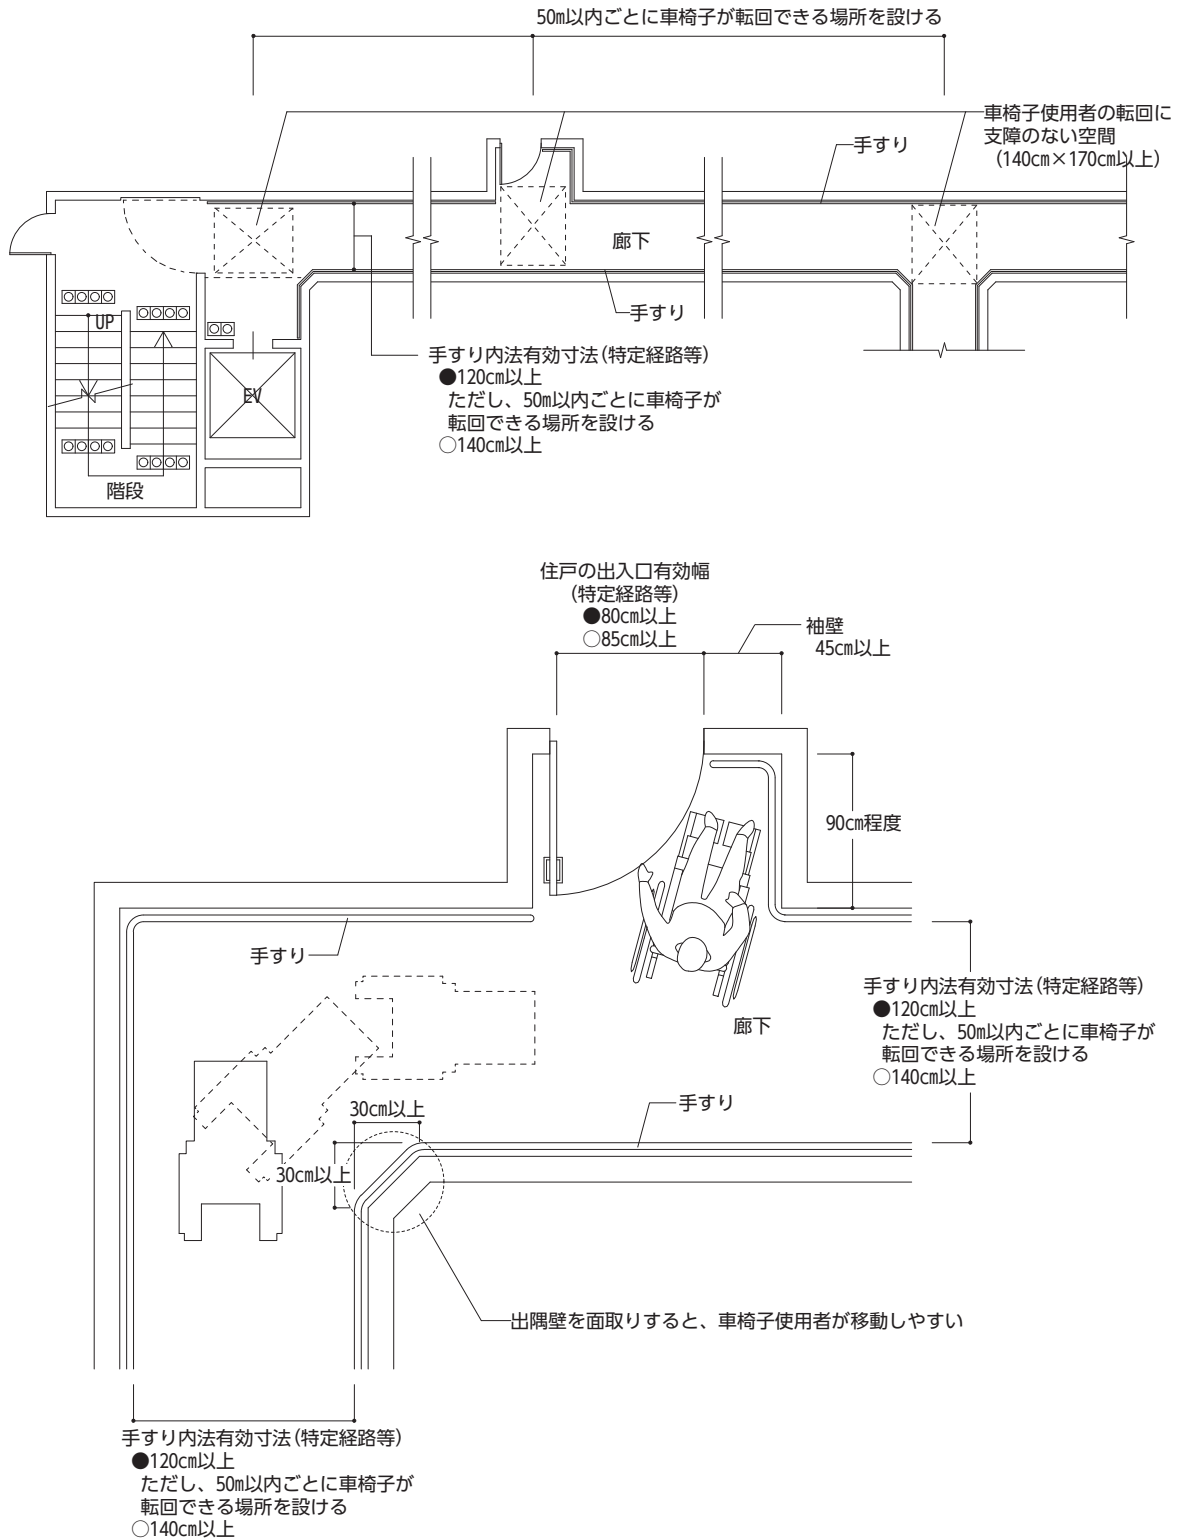 50m以内ごとに車椅子が転回できる場所を設ける
車椅子使用者の転回に
支障のない空間
（140cm×170cm以上）
手すり
廊下
手すり
UP
EV
階段
手すり内法有効寸法（特定経路等）
●120cm以上
ただし、50m以内ごとに車椅子が
転回できる場所を設ける
○140cm以上
住戸の出入口有効幅
（特定経路等）
●80cm以上
○85cm以上
袖壁
45cm以上
90cm程度
手すり
廊下
手すり内法有効寸法（特定経路等）
●120cm以上
ただし、50m以内ごとに車椅子が
転回できる場所を設ける
○140cm以上
30cm以上
手すり
30cm以上
出隅壁を面取りすると、車椅子使用者が移動しやすい
手すり内法有効寸法（特定経路等）
●120cm以上
ただし、50m以内ごとに車椅子が
転回できる場所を設ける
○140cm以上